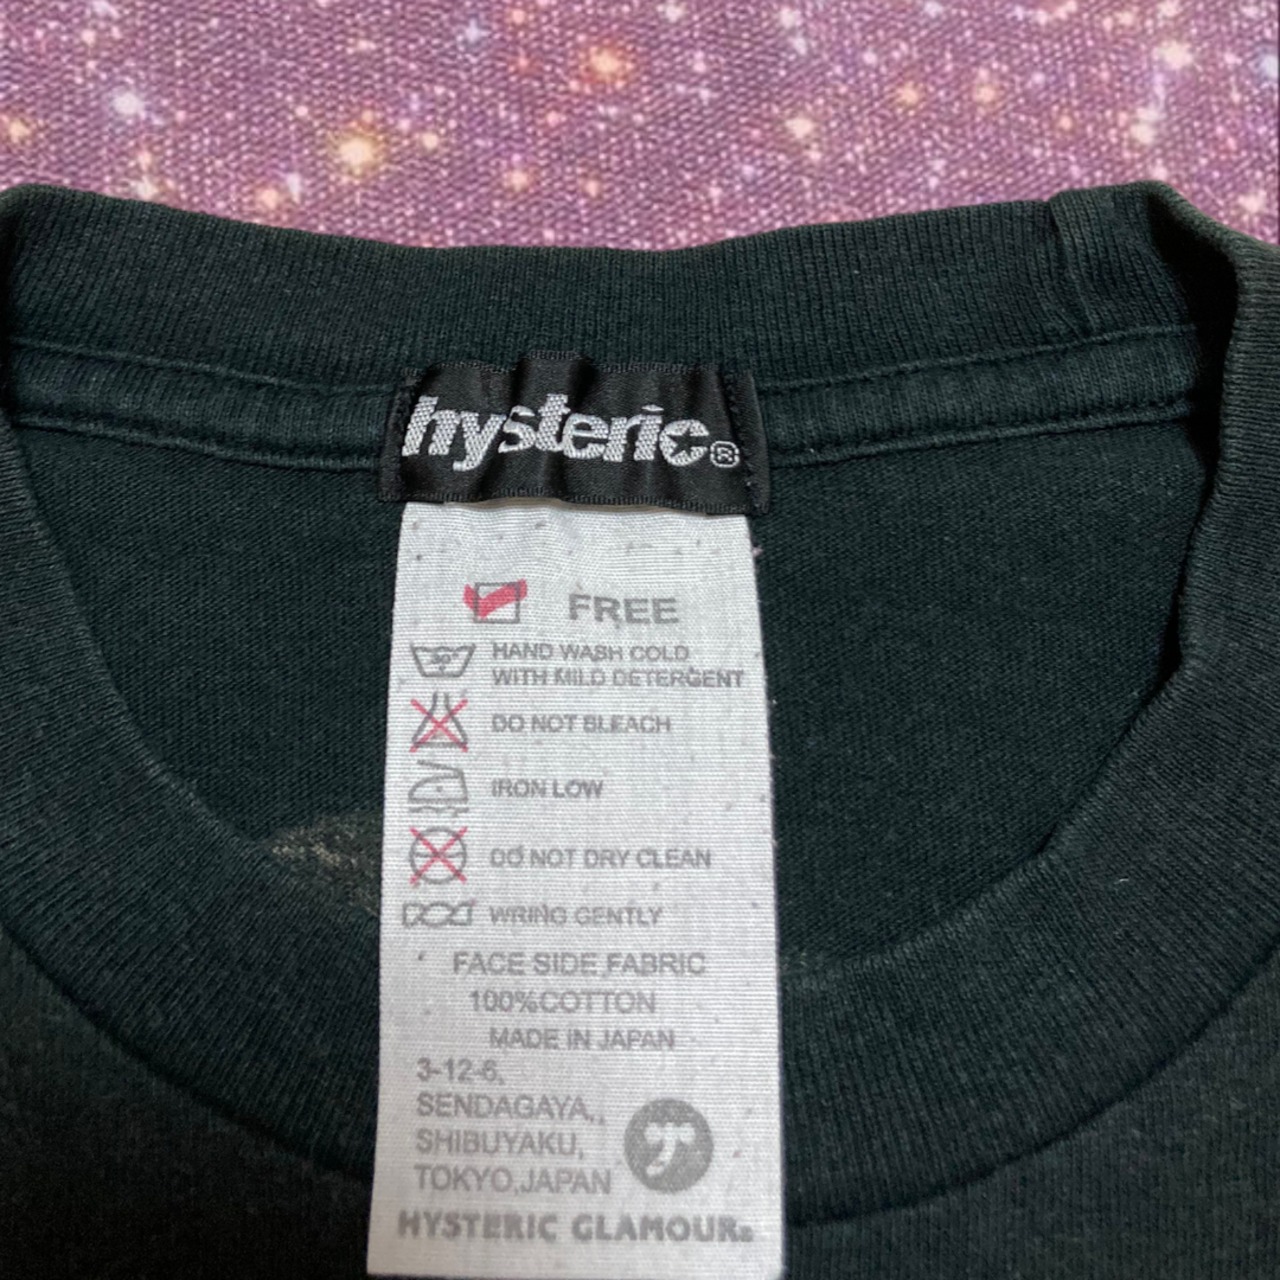 hysteric®
FREE
30
HAND WASH COLD
WITH MILD DETERGENT
DO NOT BLEACH
IRON LOW
DO NOT DRY CLEAN
WRING GENTLY
FACE SIDE FABRIC
100%COTTON
MADE IN JAPAN
3-12-6,
SENDAGAYA,
SHIBUYAKU,
TOKYO,JAPAN
HYSTERIC GLAMOUR®